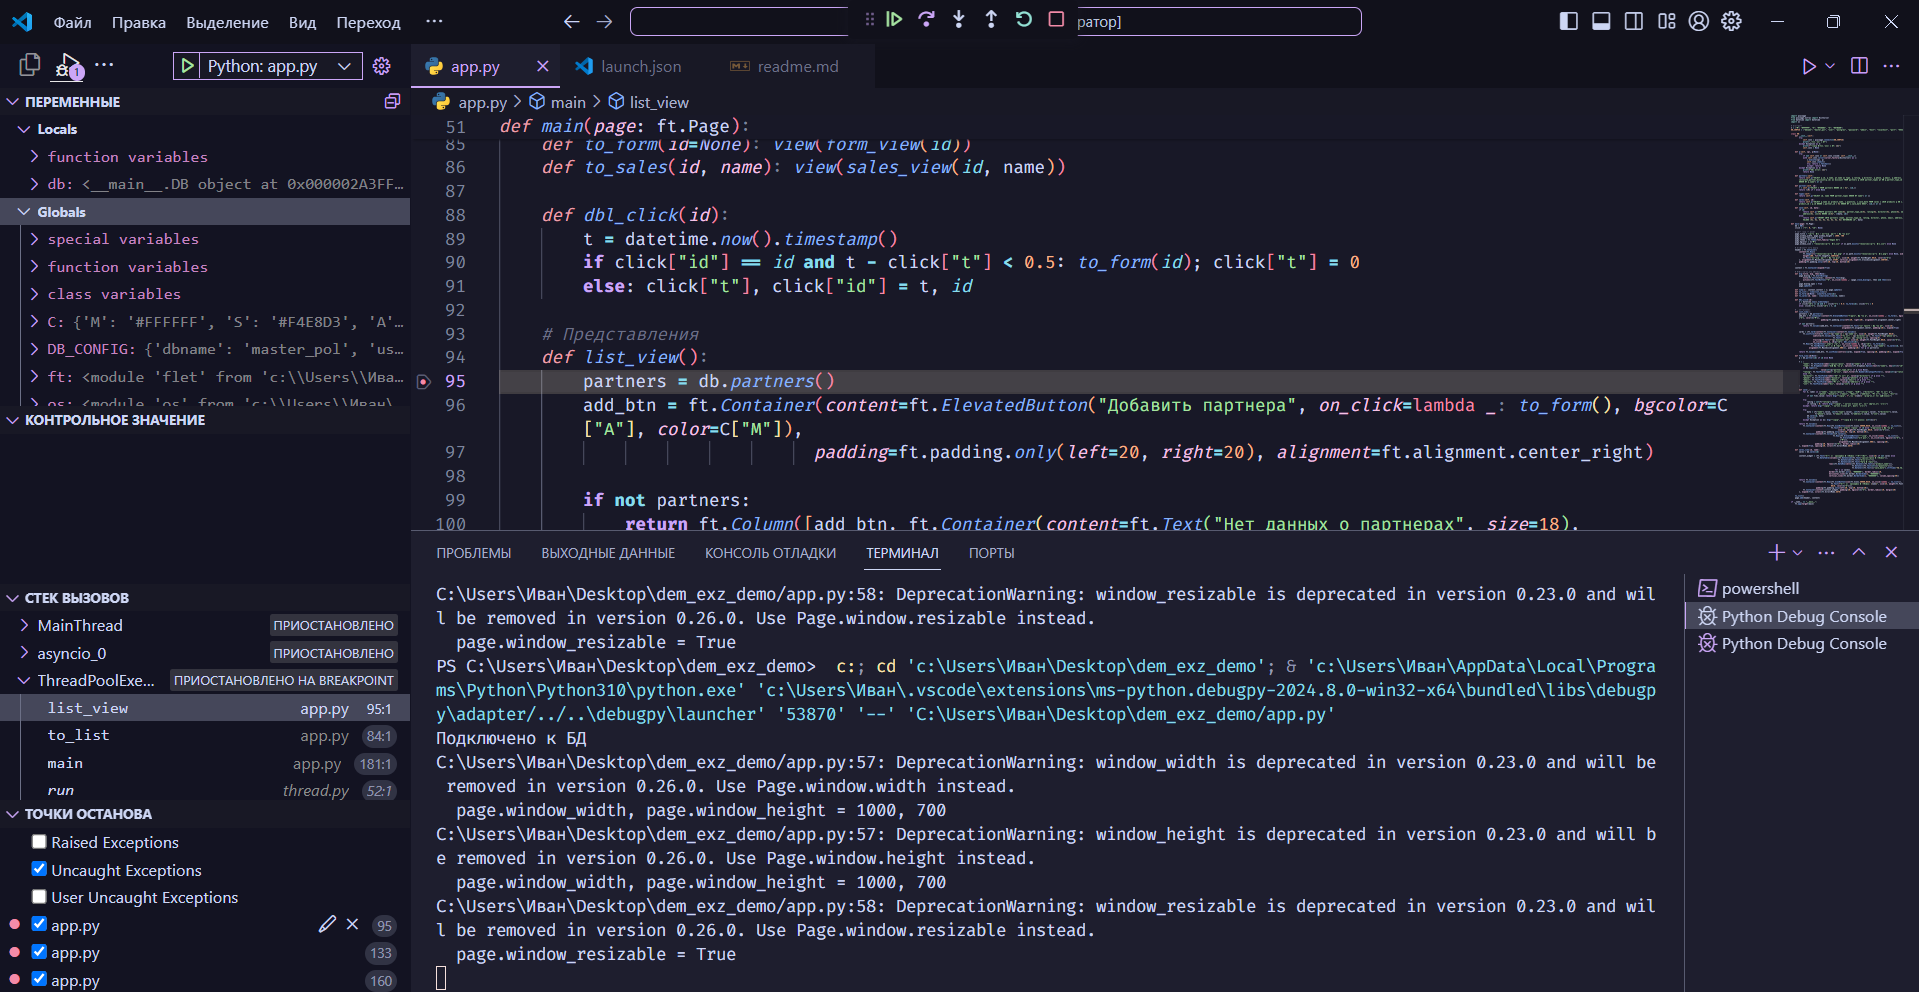 Файл Правка Выделение Вид Переход ···
ратор]
1
Python: app.py
ПЕРЕМЕННЫЕ
Locals
function variables
db: <__main__.DB object at 0x000002A3FF…
Globals
special variables
function variables
class variables
C: {'M': '#FFFFFF', 'S': '#F4E8D3', 'A'…
DB_CONFIG: {'dbname': 'master_pol', 'us…
ft: <module 'flet' from 'c:\\Users\\Ива…
os: <module 'os' from 'c:\\Users\\Иван\…
КОНТРОЛЬНОЕ ЗНАЧЕНИЕ
СТЕК ВЫЗОВОВ
MainThread ПРИОСТАНОВЛЕНО
asyncio_0 ПРИОСТАНОВЛЕНО
ThreadPoolExe... ПРИОСТАНОВЛЕНО НА BREAKPOINT
list_view app.py 95:1
to_list app.py 84:1
main app.py 181:1
run thread.py 52:1
ТОЧКИ ОСТАНОВА
Raised Exceptions
Uncaught Exceptions
User Uncaught Exceptions
app.py 95
app.py 133
app.py 160
app.py launch.json readme.md
app.py > main > list_view
51 def main(page: ft.Page):
85 def to_form(id=None): view(form_view(id))
86 def to_sales(id, name): view(sales_view(id, name))
87
88 def dbl_click(id):
89 t = datetime.now().timestamp()
90 if click["id"] == id and t - click["t"] < 0.5: to_form(id); click["t"] = 0
91 else: click["t"], click["id"] = t, id
92
93 # Представления
94 def list_view():
95 partners = db.partners()
96 add_btn = ft.Container(content=ft.ElevatedButton("Добавить партнера", on_click=lambda _: to_form(), bgcolor=C
["A"], color=C["M"]),
97 padding=ft.padding.only(left=20, right=20), alignment=ft.alignment.center_right)
98
99 if not partners:
100 return ft.Column([add_btn, ft.Container(content=ft.Text("Нет данных о партнерах", size=18),
ПРОБЛЕМЫ ВЫХОДНЫЕ ДАННЫЕ КОНСОЛЬ ОТЛАДКИ ТЕРМИНАЛ ПОРТЫ
C:\Users\Иван\Desktop\dem_exz_demo/app.py:58: DeprecationWarning: window_resizable is deprecated in version 0.23.0 and wil
l be removed in version 0.26.0. Use Page.window.resizable instead.
page.window_resizable = True
PS C:\Users\Иван\Desktop\dem_exz_demo> c:; cd 'c:\Users\Иван\Desktop\dem_exz_demo'; & 'c:\Users\Иван\AppData\Local\Progra
ms\Python\Python310\python.exe' 'c:\Users\Иван\.vscode\extensions\ms-python.debugpy-2024.8.0-win32-x64\bundled\libs\debugp
y\adapter/../..\debugpy\launcher' '53870' '--' 'C:\Users\Иван\Desktop\dem_exz_demo/app.py'
Подключено к БД
C:\Users\Иван\Desktop\dem_exz_demo/app.py:57: DeprecationWarning: window_width is deprecated in version 0.23.0 and will be
removed in version 0.26.0. Use Page.window.width instead.
page.window_width, page.window_height = 1000, 700
C:\Users\Иван\Desktop\dem_exz_demo/app.py:57: DeprecationWarning: window_height is deprecated in version 0.23.0 and will b
e removed in version 0.26.0. Use Page.window.height instead.
page.window_width, page.window_height = 1000, 700
C:\Users\Иван\Desktop\dem_exz_demo/app.py:58: DeprecationWarning: window_resizable is deprecated in version 0.23.0 and wil
l be removed in version 0.26.0. Use Page.window.resizable instead.
page.window_resizable = True
powershell
Python Debug Console
Python Debug Console